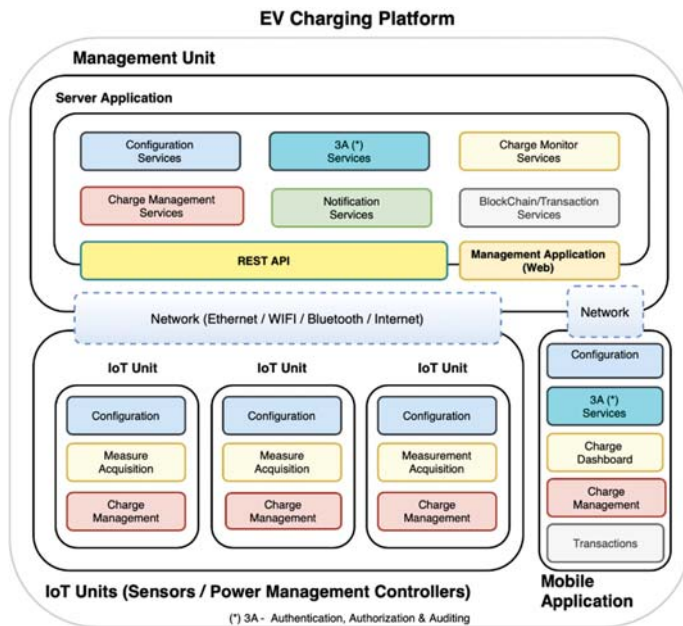 EV Charging Platform
Management Unit
Server Application
Configuration
Services
3A (*)
Services
Charge Monitor
Services
Charge Management
Services
Notification
Services
BlockChain/Transaction
Services
REST API
Management Application
(Web)
Network (Ethernet / WIFI / Bluetooth / Internet)
Network
IoT Unit
Configuration
Measure
Acquisition
Charge
Management
IoT Unit
Configuration
Measure
Acquisition
Charge
Management
IoT Unit
Configuration
Measurement
Acquisition
Charge
Management
Configuration
3A (*)
Services
Charge
Dashboard
Charge
Management
Transactions
IoT Units (Sensors / Power Management Controllers)
Mobile
Application
(*) 3A - Authentication, Authorization & Auditing